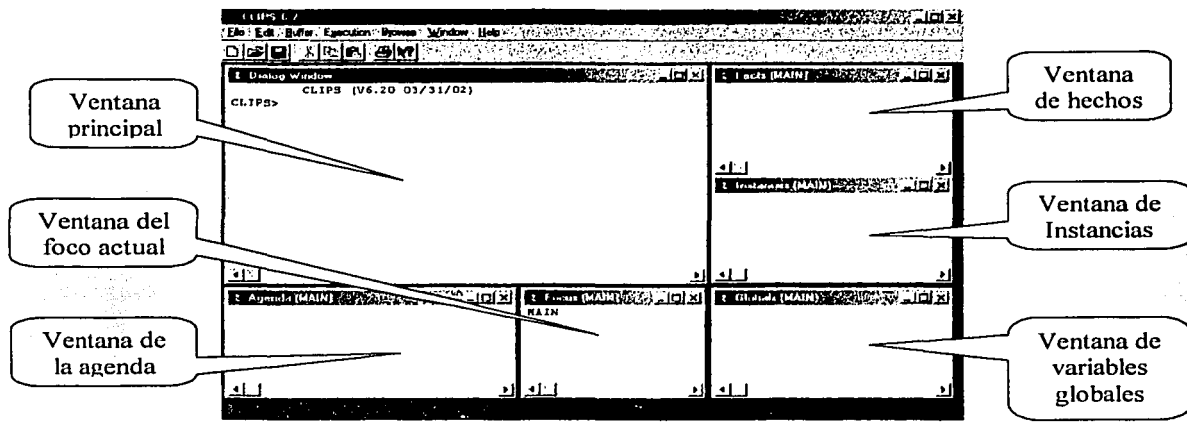 CLIPS 6.2
File Edit Buffer Execution Browse Window Help
Dialog Window
CLIPS (V6.20 03/31/02)
CLIPS>
Facts (MAIN)
Instances (MAIN)
Agenda (MAIN)
Focus (MAIN)
MAIN
Globals (MAIN)
Ventana
principal
Ventana del
foco actual
Ventana de
la agenda
Ventana
de hechos
Ventana de
Instancias
Ventana de
variables
globales